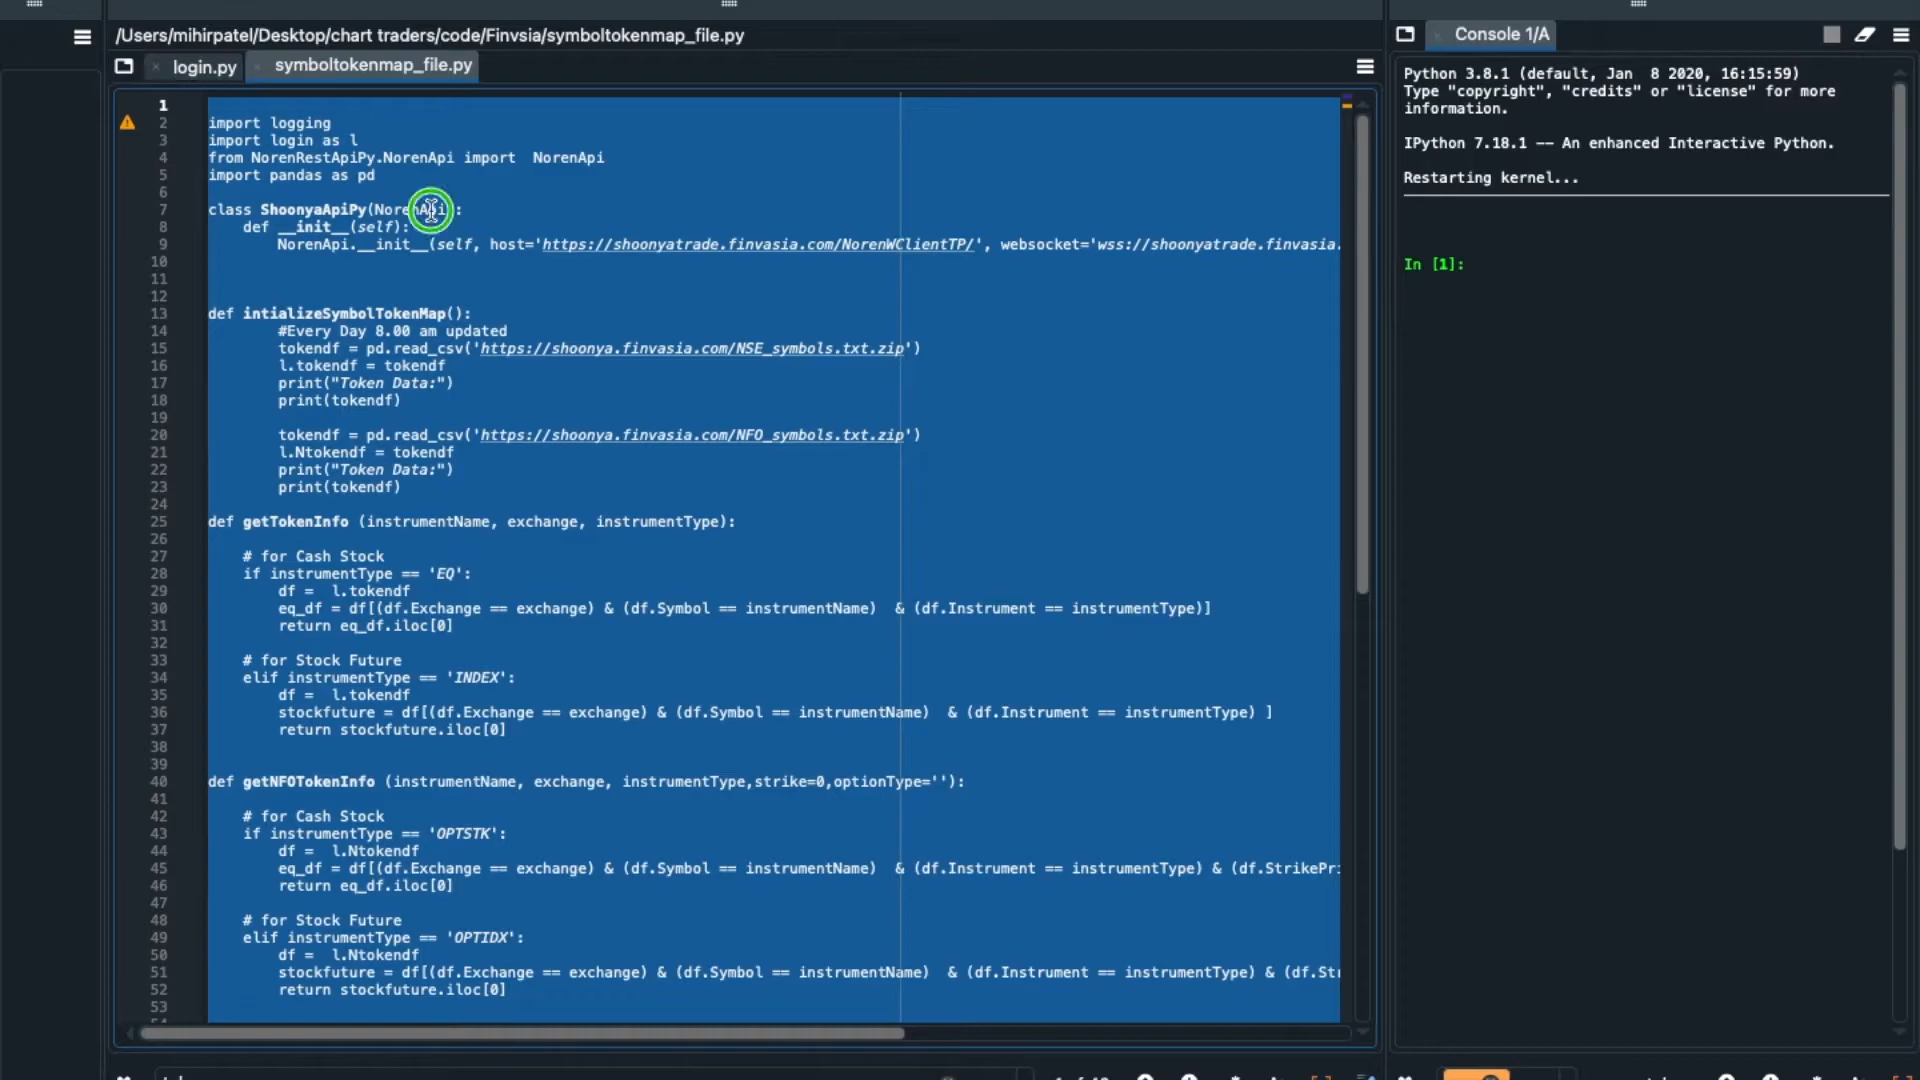 /Users/mihirpatel/Desktop/chart traders/code/Finvsia/symboltokenmap_file.py
login.py
symboltokenmap_file.py
1
2 import logging
3 import login as l
4 from NorenRestApiPy.NorenApi import  NorenApi
5 import pandas as pd
6
7 class ShoonyaApiPy(NorenApi):
8 def __init__(self):
9 NorenApi.__init__(self, host='https://shoonyatrade.finvasia.com/NorenWClientTP/', websocket='wss://shoonyatrade.finvasia.
10
11
12
13 def intializeSymbolTokenMap():
14 #Every Day 8.00 am updated
15 tokendf = pd.read_csv('https://shoonya.finvasia.com/NSE_symbols.txt.zip')
16 l.tokendf = tokendf
17 print("Token Data:")
18 print(tokendf)
19
20 tokendf = pd.read_csv('https://shoonya.finvasia.com/NFO_symbols.txt.zip')
21 l.Ntokendf = tokendf
22 print("Token Data:")
23 print(tokendf)
24
25 def getTokenInfo (instrumentName, exchange, instrumentType):
26
27 # for Cash Stock
28 if instrumentType == 'EQ':
29 df =  l.tokendf
30 eq_df = df[(df.Exchange == exchange) & (df.Symbol == instrumentName)  & (df.Instrument == instrumentType)]
31 return eq_df.iloc[0]
32
33 # for Stock Future
34 elif instrumentType == 'INDEX':
35 df =  l.tokendf
36 stockfuture = df[(df.Exchange == exchange) & (df.Symbol == instrumentName)  & (df.Instrument == instrumentType) ]
37 return stockfuture.iloc[0]
38
39
40 def getNFOTokenInfo (instrumentName, exchange, instrumentType,strike=0,optionType=''):
41
42 # for Cash Stock
43 if instrumentType == 'OPTSTK':
44 df =  l.Ntokendf
45 eq_df = df[(df.Exchange == exchange) & (df.Symbol == instrumentName)  & (df.Instrument == instrumentType) & (df.StrikePri
46 return eq_df.iloc[0]
47
48 # for Stock Future
49 elif instrumentType == 'OPTIDX':
50 df =  l.Ntokendf
51 stockfuture = df[(df.Exchange == exchange) & (df.Symbol == instrumentName)  & (df.Instrument == instrumentType) & (df.Str
52 return stockfuture.iloc[0]
53
Console 1/A
Python 3.8.1 (default, Jan  8 2020, 16:15:59)
Type "copyright", "credits" or "license" for more
information.
IPython 7.18.1 -- An enhanced Interactive Python.
Restarting kernel...
In [1]: